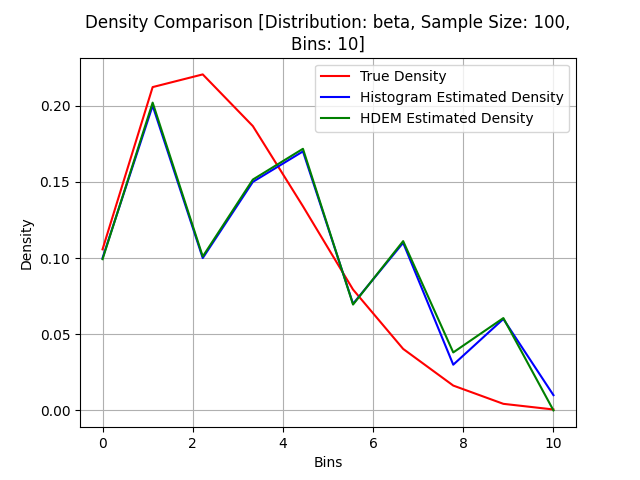 Density Comparison [Distribution: beta, Sample Size: 100,
Bins: 10]
True Density
Histogram Estimated Density
HDEM Estimated Density
Density
0.20
0.15
0.10
0.05
0.00
0 2 4 6 8 10
Bins